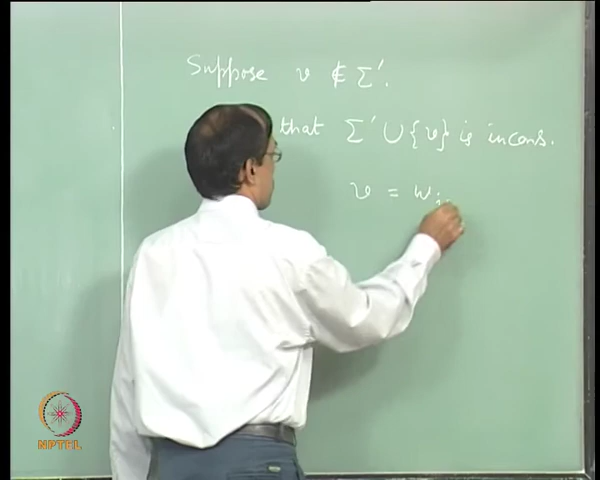 Suppose v ∉ Σ'.
that Σ' ∪ {v} is incons.
v = w
NPTEL